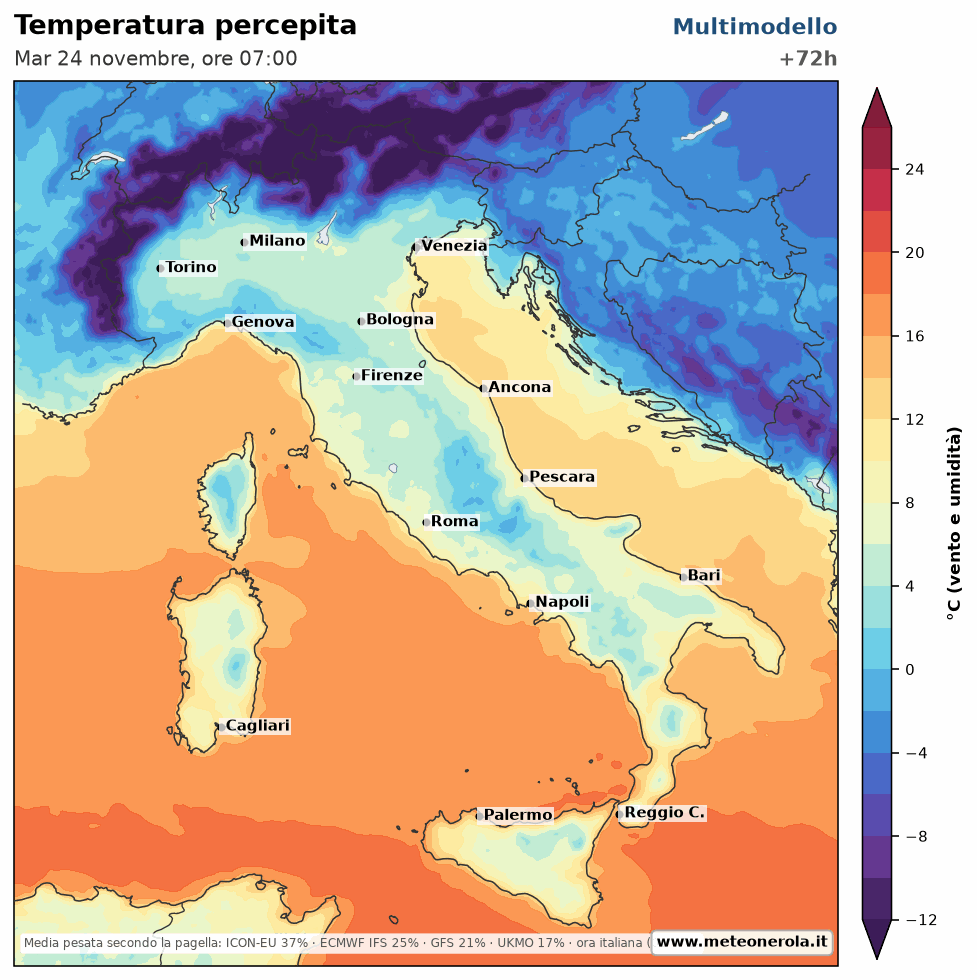 Temperatura percepita
Multimodello
Mar 24 novembre, ore 07:00
+72h
24
20
16
12
8
4
0
−4
−8
−12
°C (vento e umidità)
Milano
Venezia
Torino
Genova
Bologna
Firenze
Ancona
Pescara
Roma
Bari
Napoli
Cagliari
Palermo
Reggio C.
Media pesata secondo la pagella: ICON-EU 37% · ECMWF IFS 25% · GFS 21% · UKMO 17% · ora italiana (
www.meteonerola.it